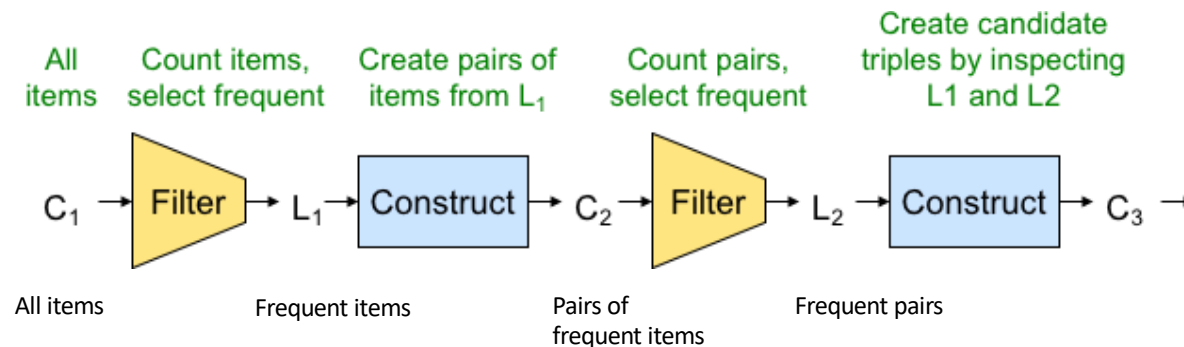 All
items
Count items,
select frequent
Create pairs of
items from L₁
Count pairs,
select frequent
Create candidate
triples by inspecting
L1 and L2
C₁
Filter
L₁
Construct
C₂
Filter
L₂
Construct
C₃
All items
Frequent items
Pairs of
frequent items
Frequent pairs